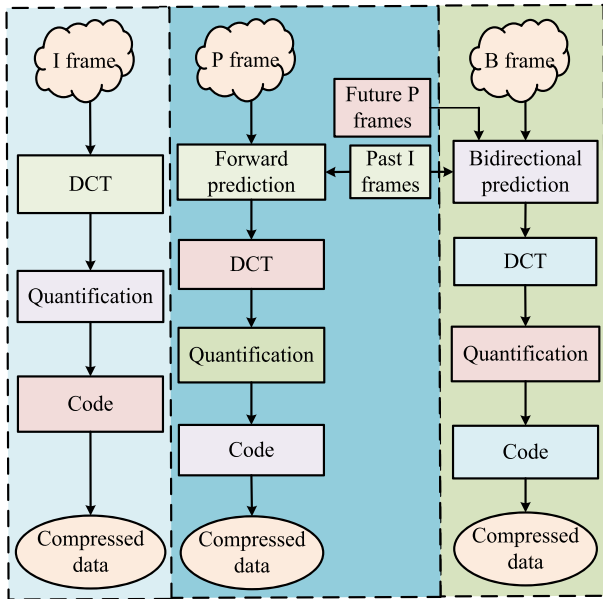 I frame
DCT
Quantification
Code
Compressed
data
P frame
Forward
prediction
DCT
Quantification
Code
Compressed
data
Future P
frames
Past I
frames
B frame
Bidirectional
prediction
DCT
Quantification
Code
Compressed
data